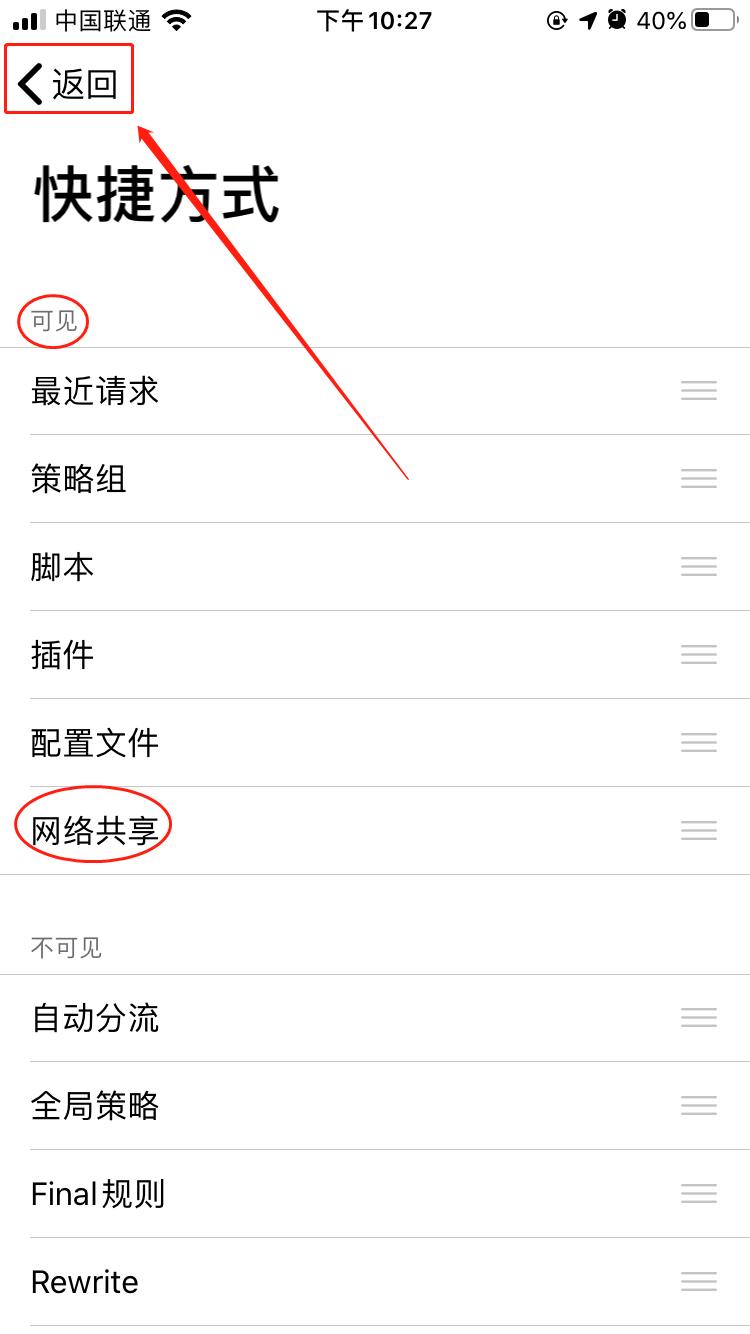 中国联通 下午10:27 40%
返回
快捷方式
可见
最近请求
策略组
脚本
插件
配置文件
网络共享
不可见
自动分流
全局策略
Final规则
Rewrite